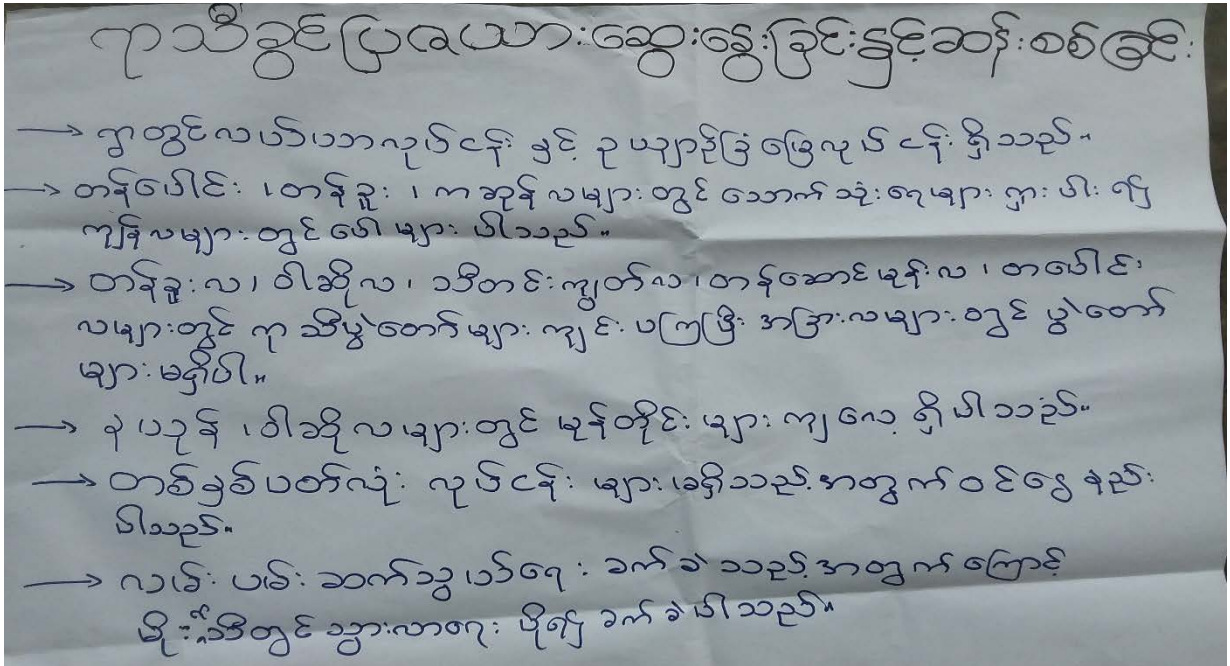 ရာသီခွင်ပြဇယားဆွေးနွေးခြင်းနှင့်ဆန်းစစ်ခြင်း
→ ရွာတွင်လယ်ယာလုပ်ငန်း နှင့် ဥယျာဉ်ခြံမြေလုပ်ငန်း ရှိသည်။
→ တန်ပေါင်း ၊ တန်ခူး ၊ ကဆုန်လများတွင် သောက်သုံးရေများ ရှားပါး၍
ကျန်လများတွင် ပေါများပါသည်။
→ တန်ခူးလ၊ ဝါဆိုလ၊ သီတင်းကျွတ်လ၊ တန်ဆောင်မုန်းလ ၊ တပေါင်း
လများတွင် ရာသီပွဲတော်များ ကျင်းပကြပြီး အခြားလများတွင် ပွဲတော်
များမရှိပါ။
→ နယုန် ၊ ဝါဆိုလများတွင် မုန်တိုင်းများ ကျလေ့ ရှိပါသည်။
→ တစ်နှစ်ပတ်လုံး လုပ်ငန်းများ မရှိသည့်အတွက် ဝင်ငွေနည်း
ပါသည်။
→ လမ်းပမ်းဆက်သွယ်ရေး ခက်ခဲသည့်အတွက်ကြောင့်
မိုးရာသီတွင် သွားလာရေး ပို၍ ခက်ခဲပါသည်။